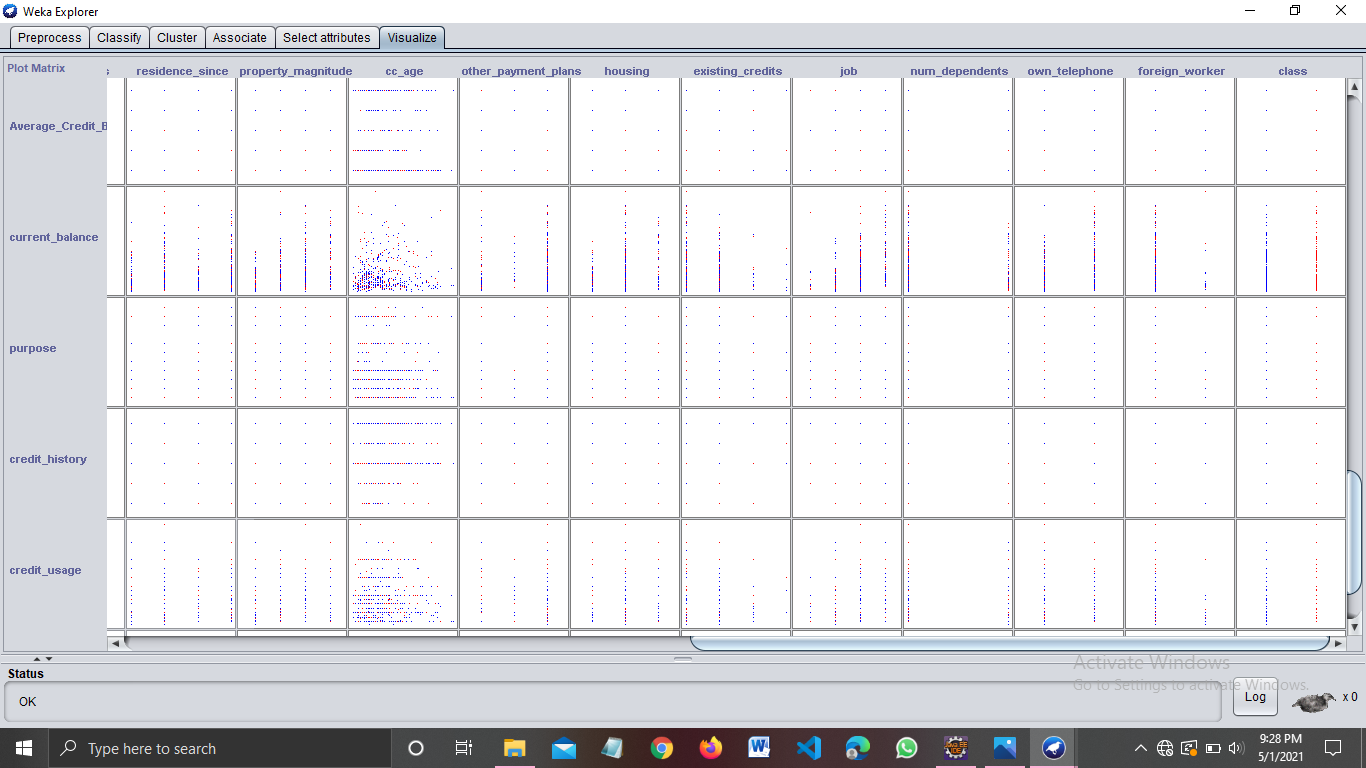 Weka Explorer
Preprocess Classify Cluster Associate Select attributes Visualize
Plot Matrix
s residence_since property_magnitude cc_age other_payment_plans housing existing_credits job num_dependents own_telephone foreign_worker class
Average_Credit_B
current_balance
purpose
credit_history
credit_usage
Status
OK
Log
x 0
Activate Windows
Go to Settings to activate Windows.
Type here to search
9:28 PM
5/1/2021